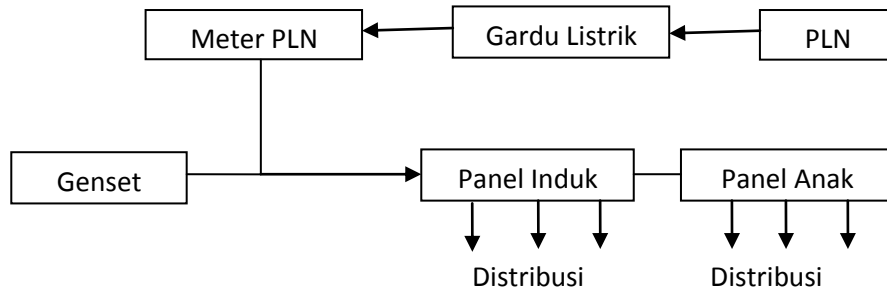 Meter PLN
Gardu Listrik
PLN
Genset
Panel Induk
Panel Anak
Distribusi
Distribusi